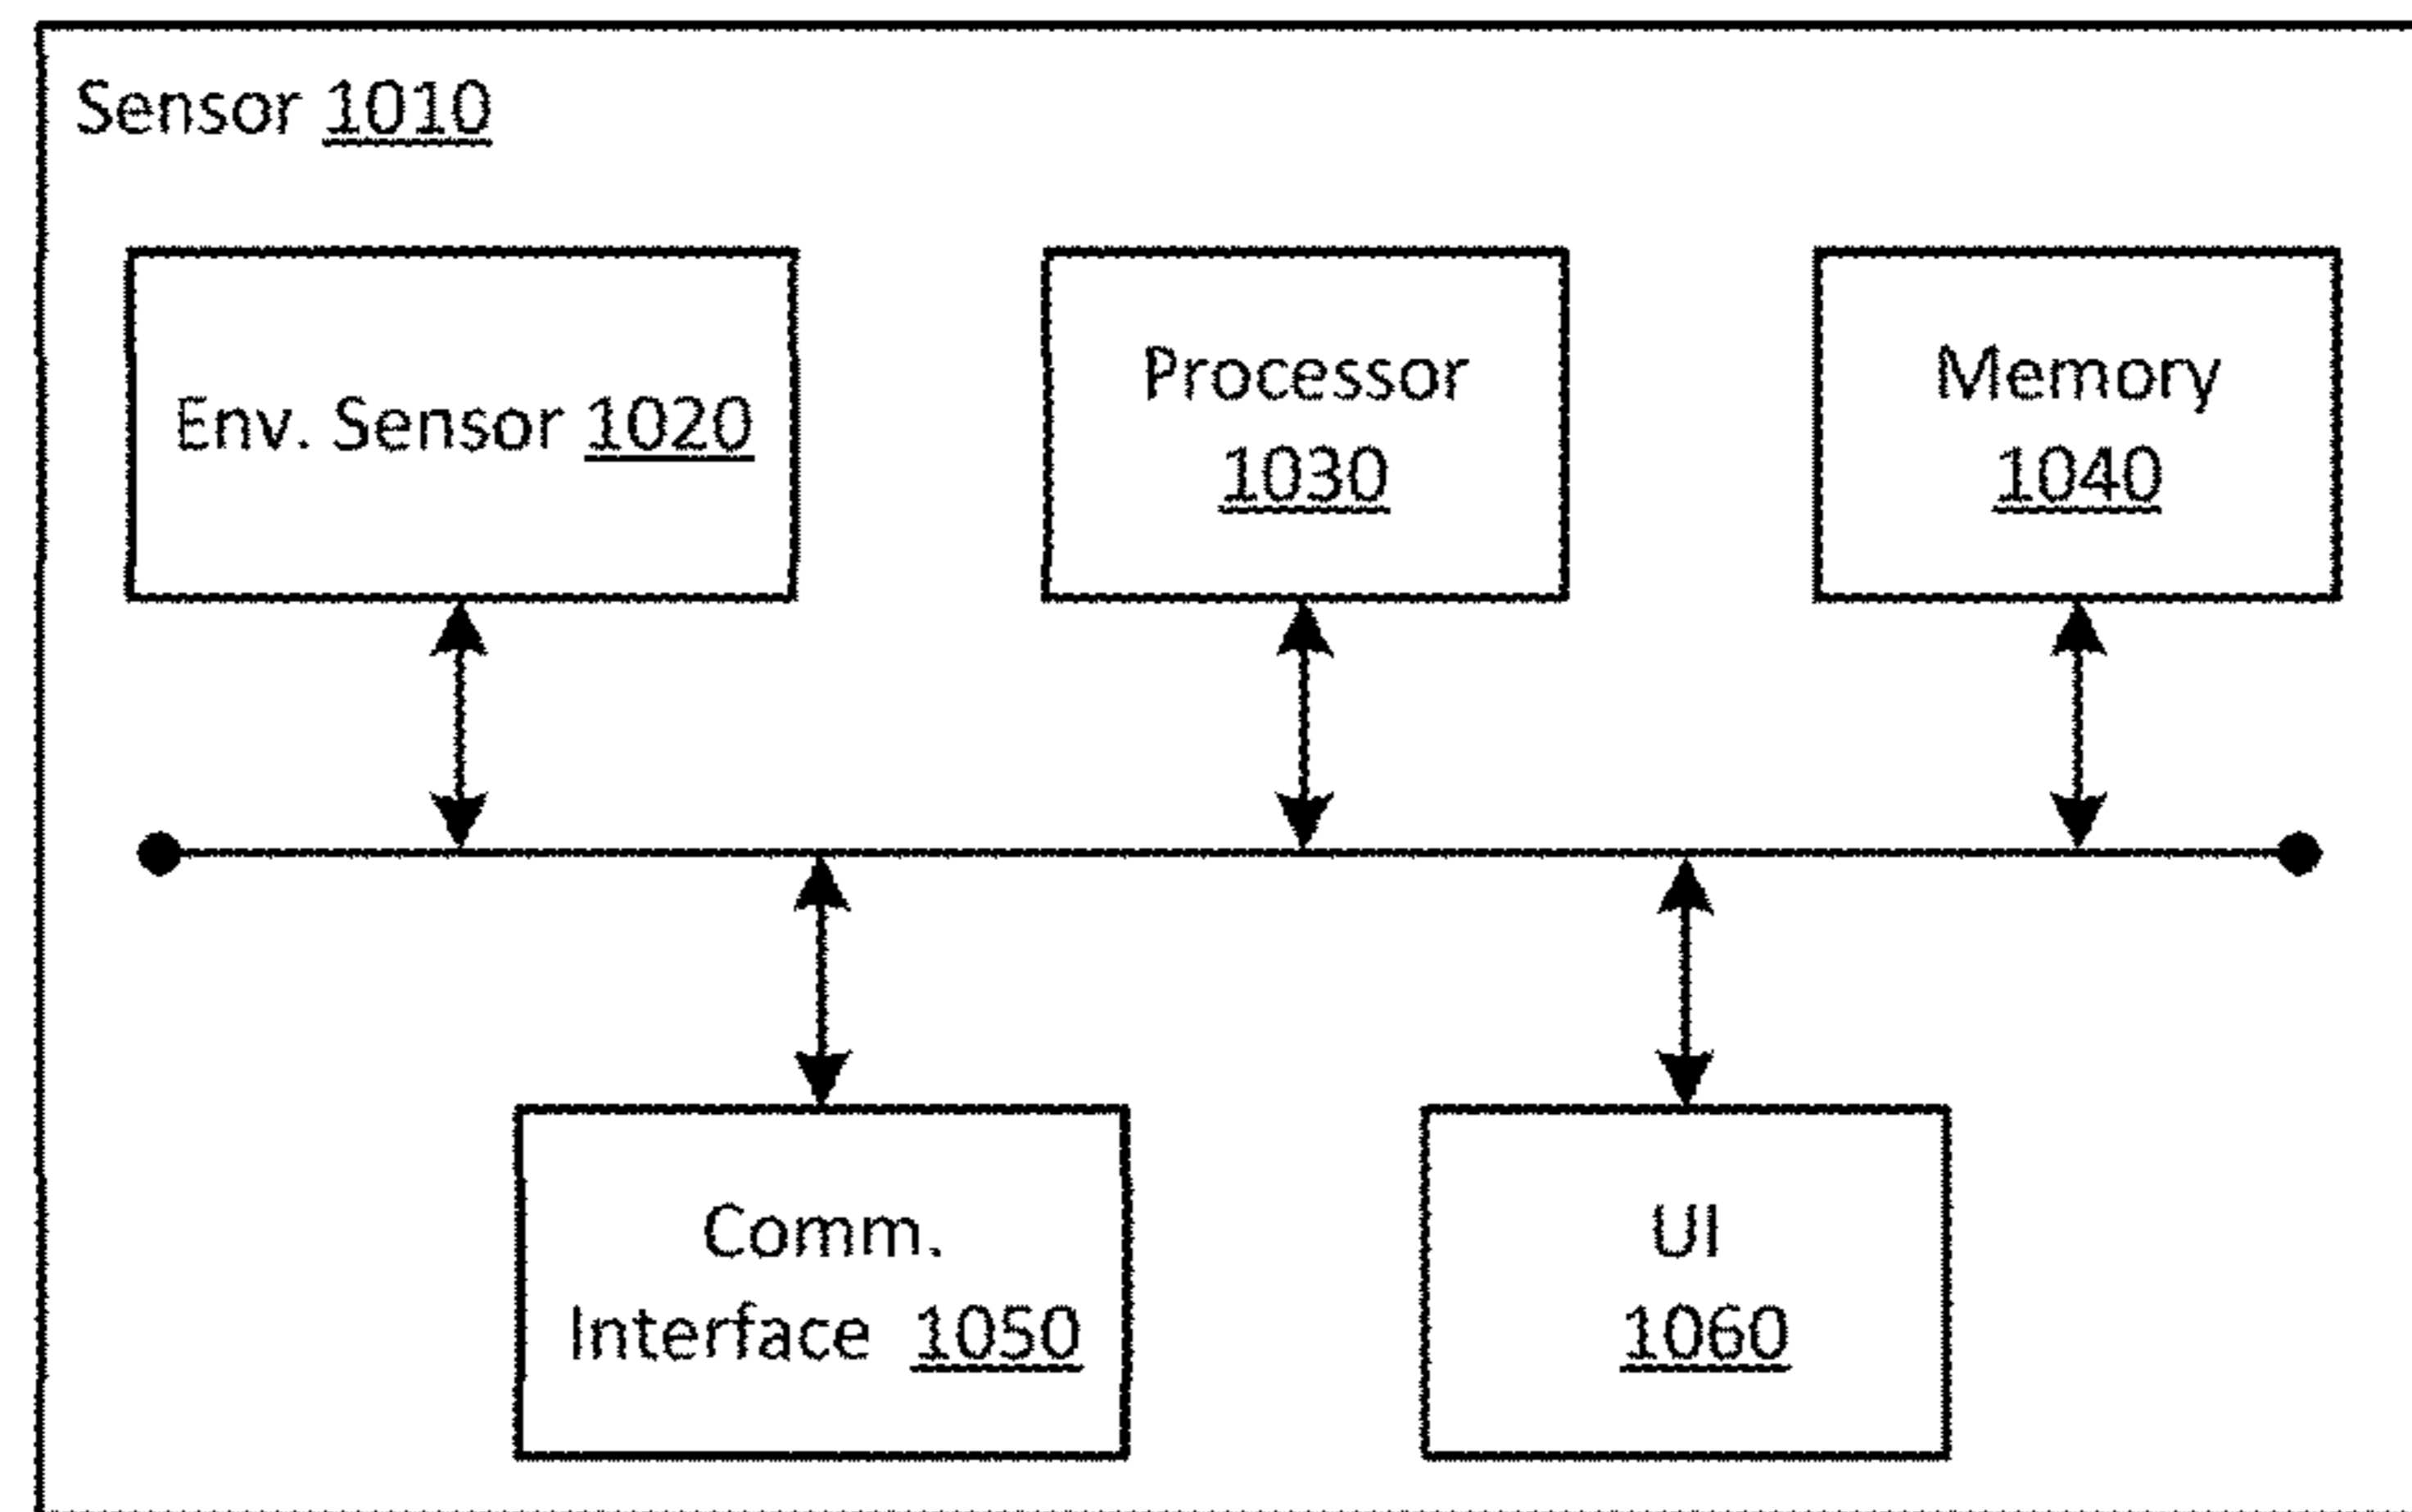 Sensor 1010
Env. Sensor 1020
Processor
1030
Memory
1040
Comm.
Interface 1050
UI
1060